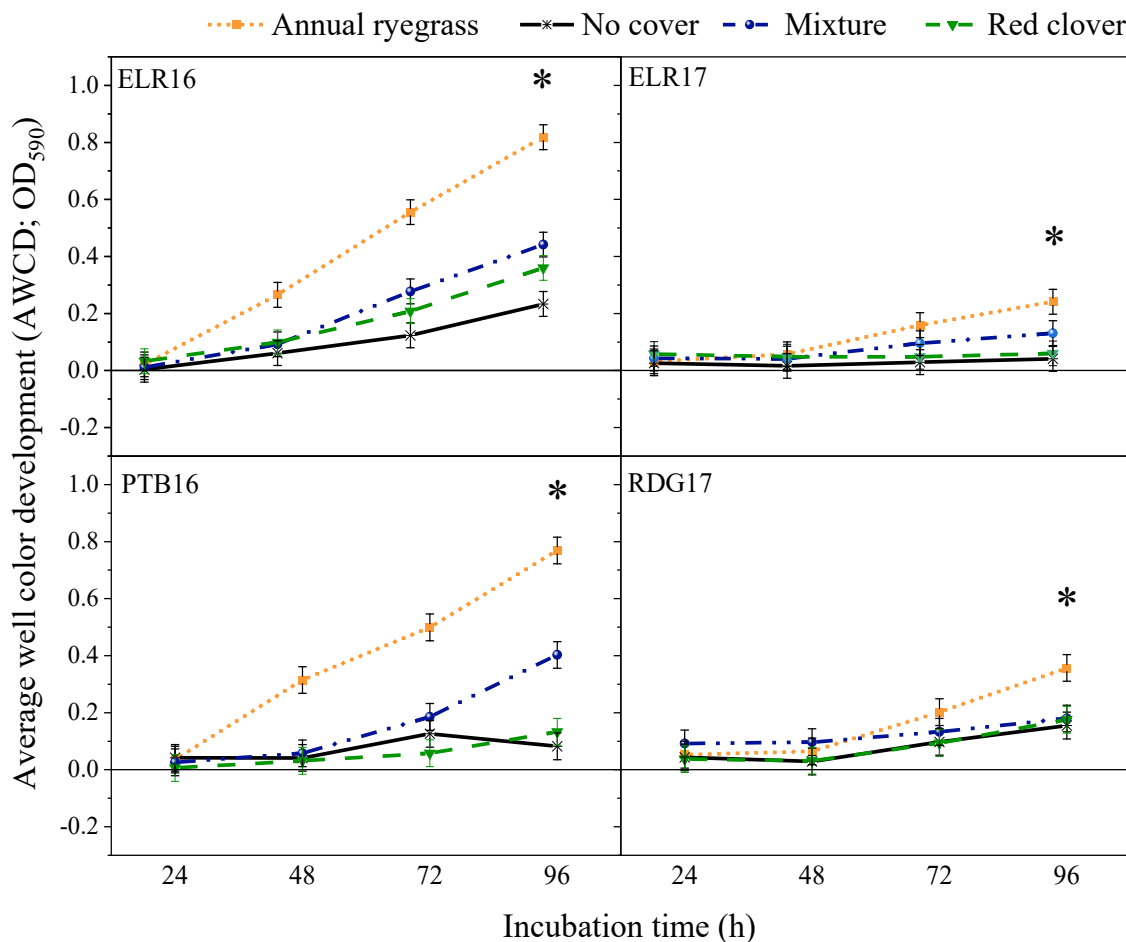 Annual ryegrass No cover Mixture Red clover
ELR16 * ELR17 *
1.0
0.8
0.6
0.4
0.2
0.0
-0.2
PTB16 * RDG17 *
1.0
0.8
0.6
0.4
0.2
0.0
-0.2
24 48 72 96 24 48 72 96
Incubation time (h)
Average well color development (AWCD; OD590)